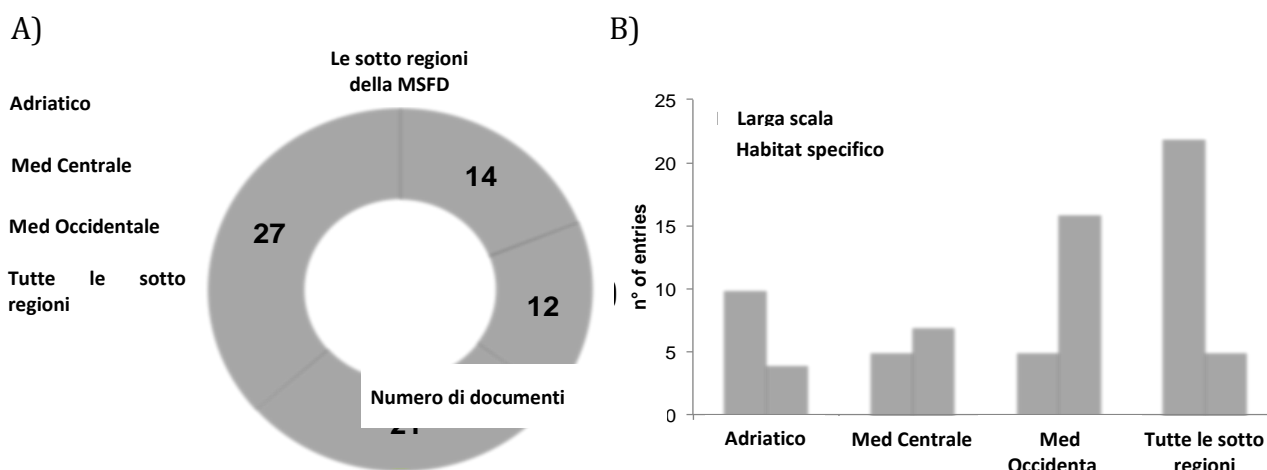 A)
Le sotto regioni
della MSFD
Adriatico
Med Centrale
Med Occidentale
Tutte le sotto
regioni
14
27
12
Numero di documenti
B)
25
20
15
10
5
0
n° of entries
Larga scala
Habitat specifico
Adriatico
Med Centrale
Med
Occidenta
Tutte le sotto
regioni